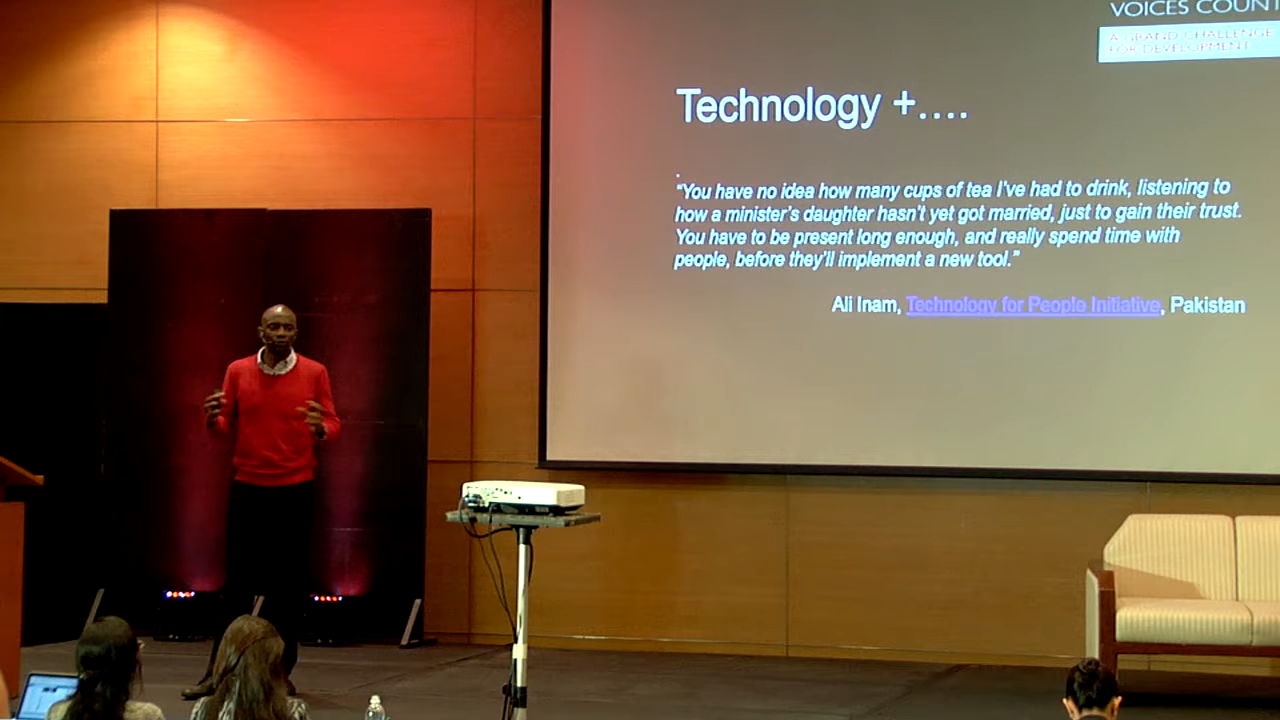 VOICES COUNT
A GRAND CHALLENGE
FOR DEVELOPMENT
Technology +....
.
“You have no idea how many cups of tea I've had to drink, listening to
how a minister's daughter hasn't yet got married, just to gain their trust.
You have to be present long enough, and really spend time with
people, before they'll implement a new tool.”
Ali Inam, Technology for People Initiative, Pakistan